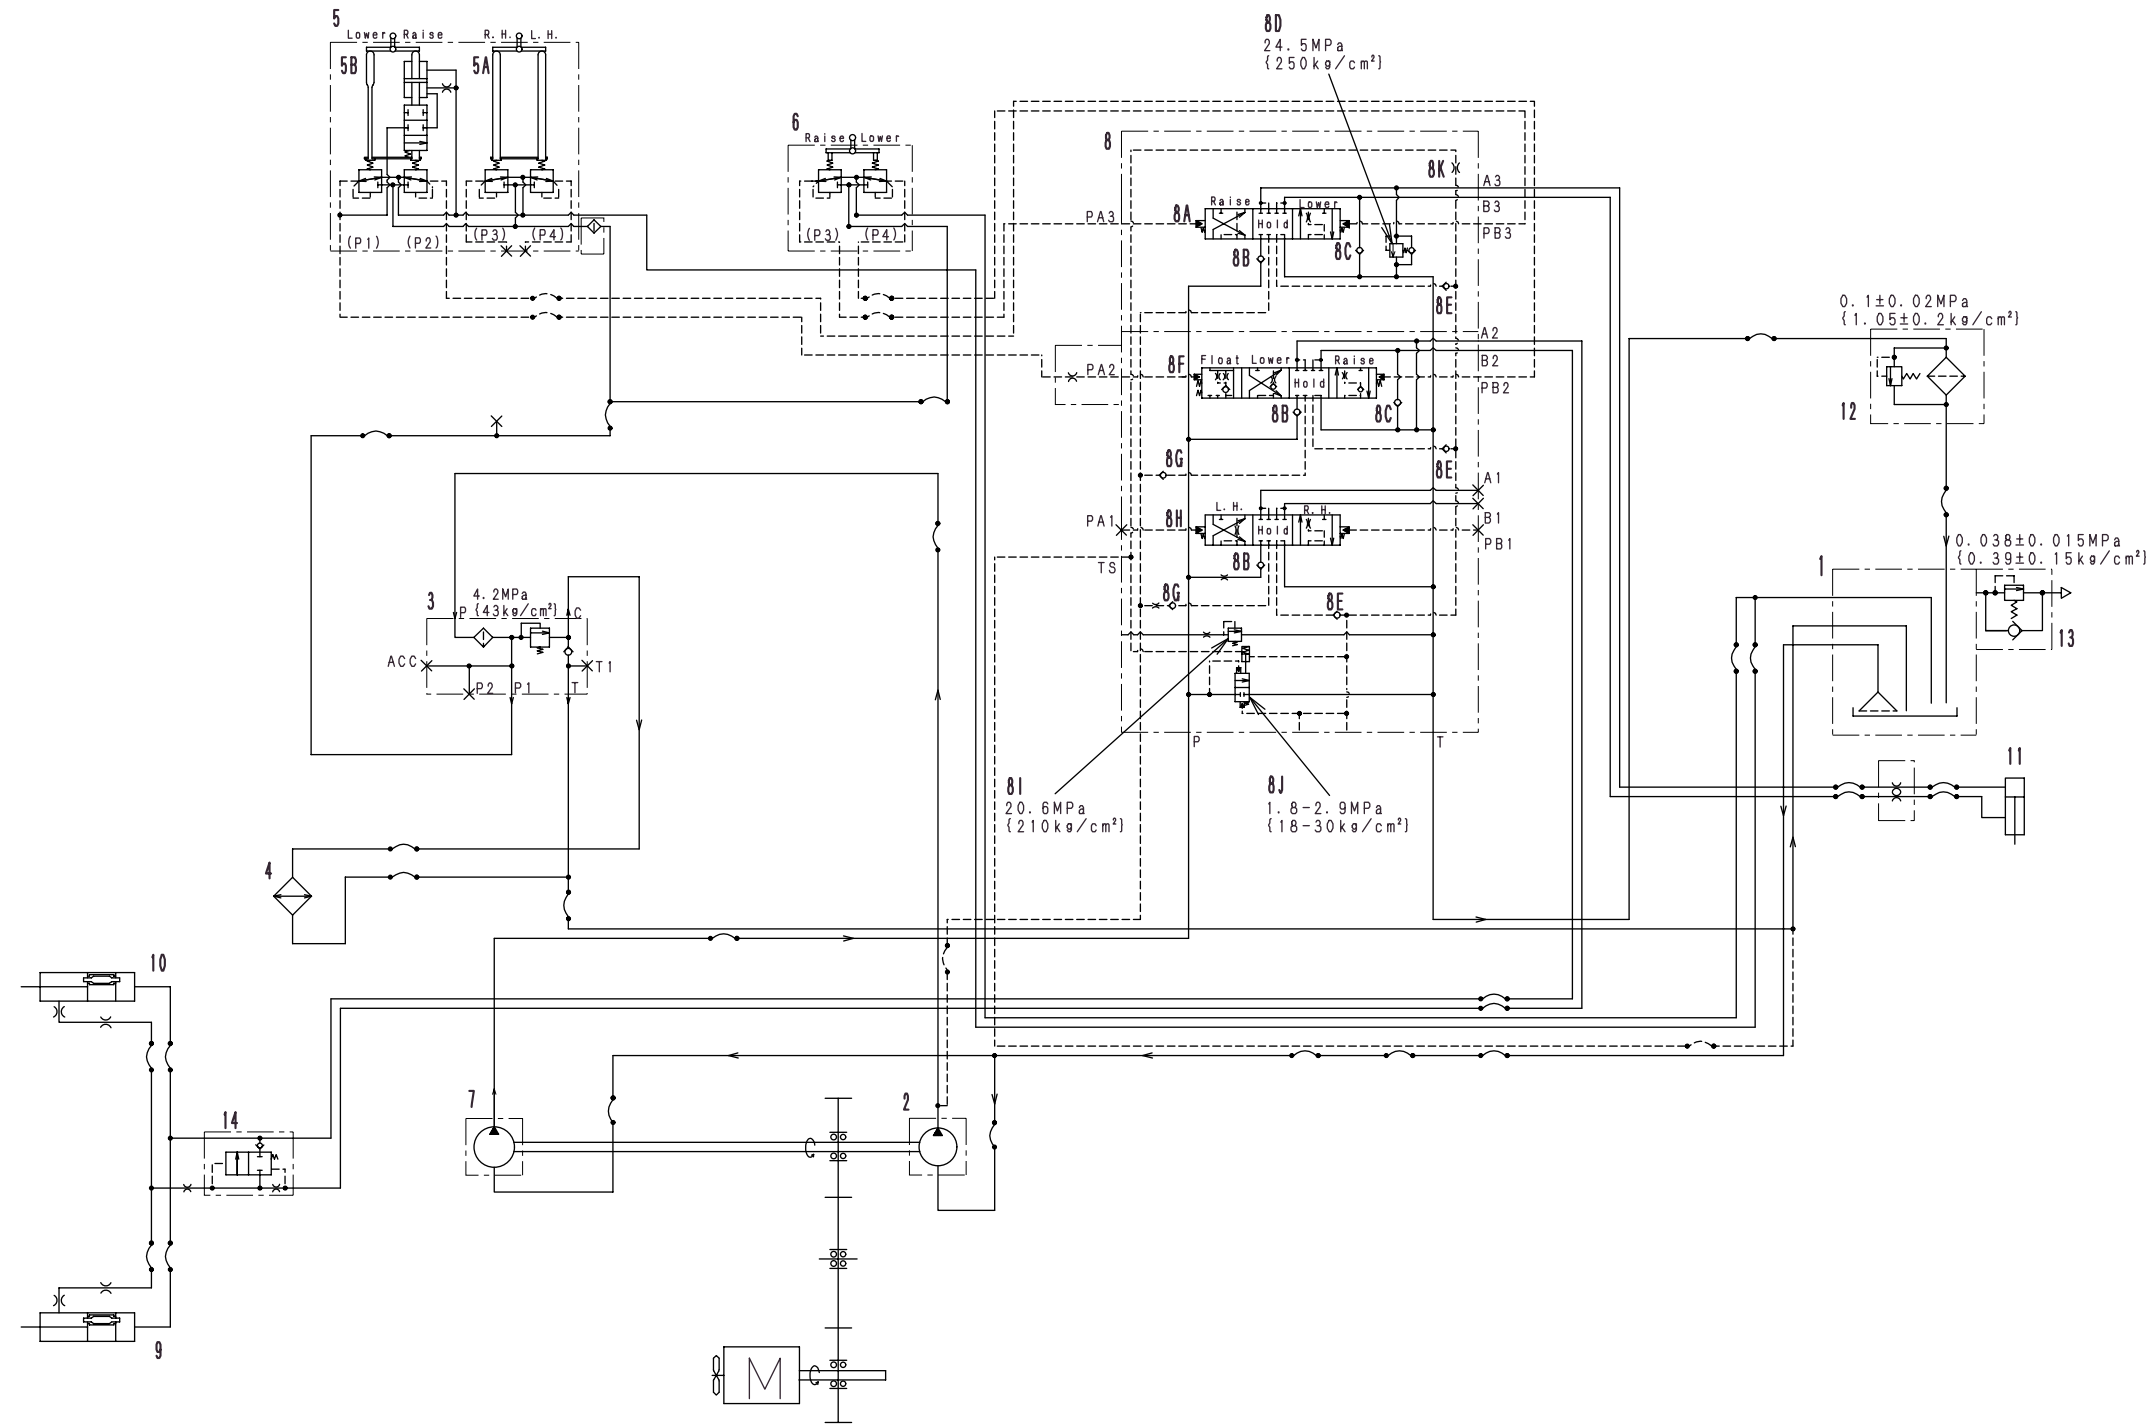 5
Lower Raise
R.H. L.H.
5B
5A
(P1)
(P2)
(P3)
(P4)
6
Raise Lower
(P3)
(P4)
8D
24.5MPa
{250kg/cm²}
8
8K
A3
B3
PA3
8A
Raise
Lower
Hold
PB3
8B
8C
8E
A2
B2
PA2
8F
Float Lower
Raise
Hold
PB2
8B
8C
8G
8E
A1
PA1
8H
L.H.
R.H.
Hold
B1
PB1
TS
8B
8G
8E
P
T
8I
20.6MPa
{210kg/cm²}
8J
1.8-2.9MPa
{18-30kg/cm²}
0.1±0.02MPa
{1.05±0.2kg/cm²}
12
0.038±0.015MPa
{0.39±0.15kg/cm²}
1
13
11
3
4.2MPa
P {43kg/cm²} C
ACC
T1
P2
P1
T
4
10
14
7
2
9
M